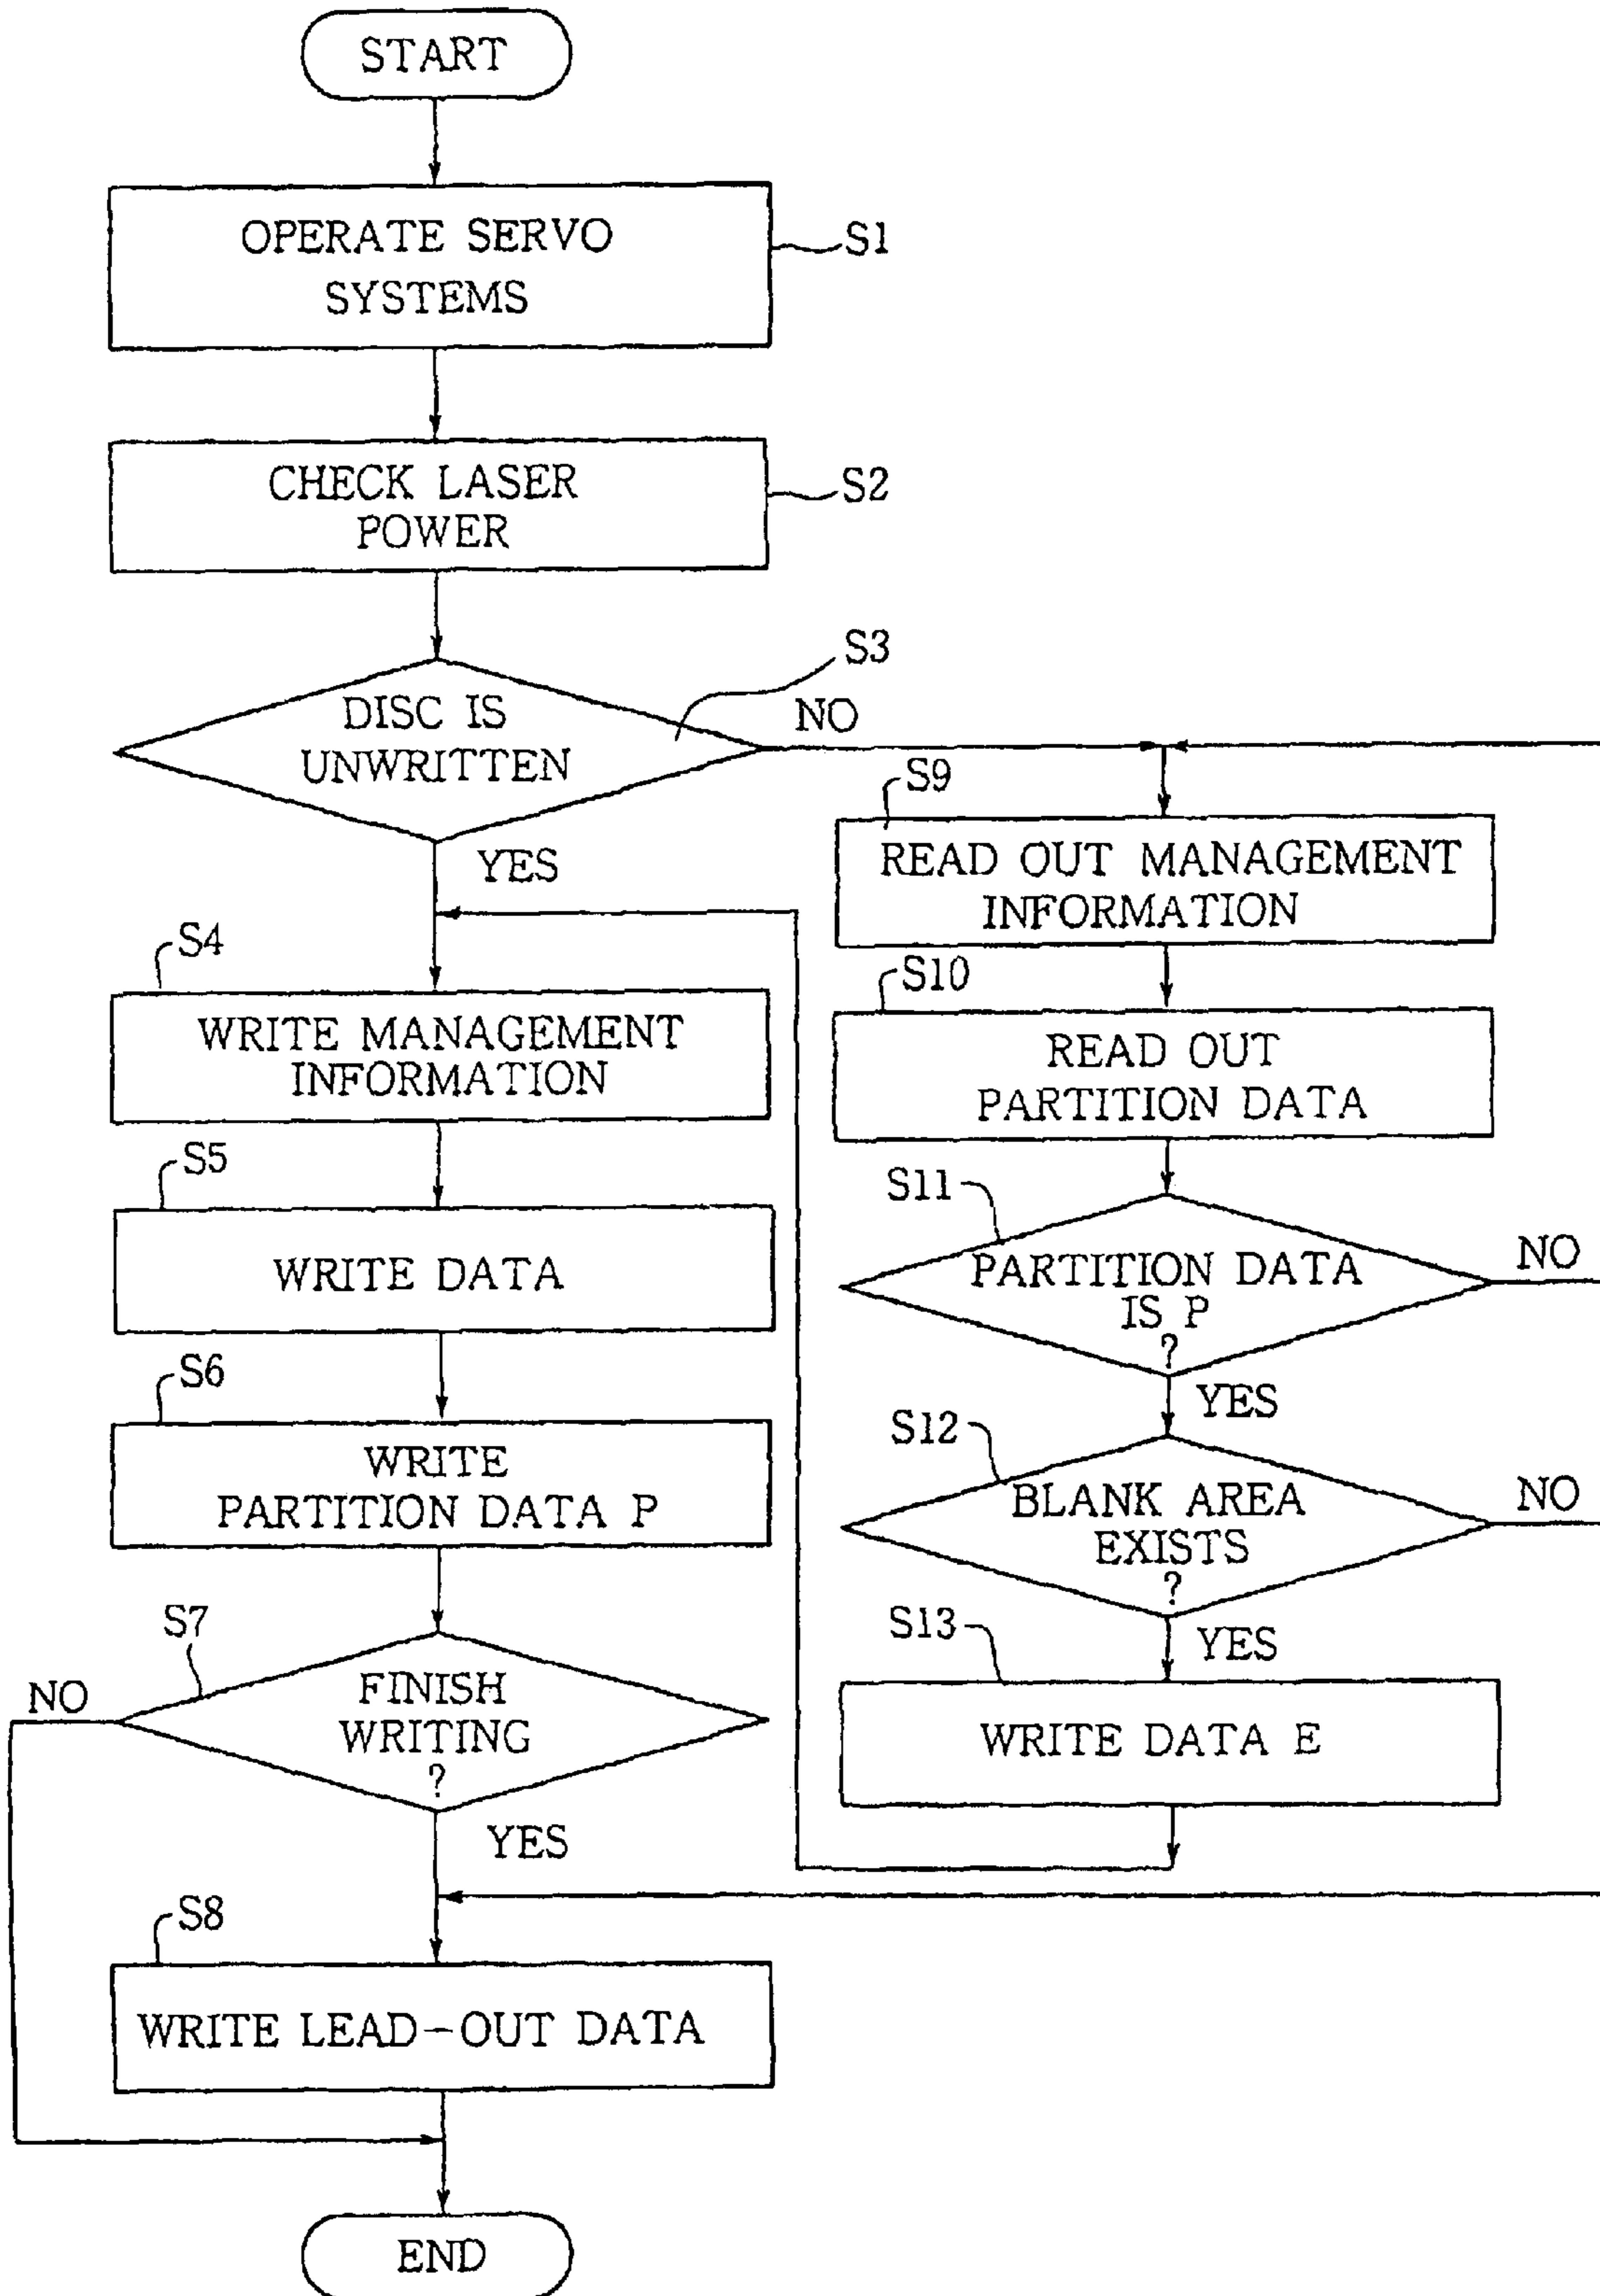 START
OPERATE SERVO
SYSTEMS
S1
CHECK LASER
POWER
S2
S3
DISC IS
UNWRITTEN
NO
YES
S4
WRITE MANAGEMENT
INFORMATION
S5
WRITE DATA
S6
WRITE
PARTITION DATA P
S7
FINISH
WRITING
?
NO
YES
S8
WRITE LEAD-OUT DATA
END
S9
READ OUT MANAGEMENT
INFORMATION
S10
READ OUT
PARTITION DATA
S11
PARTITION DATA
IS P
?
NO
YES
S12
BLANK AREA
EXISTS
?
NO
YES
S13
WRITE DATA E